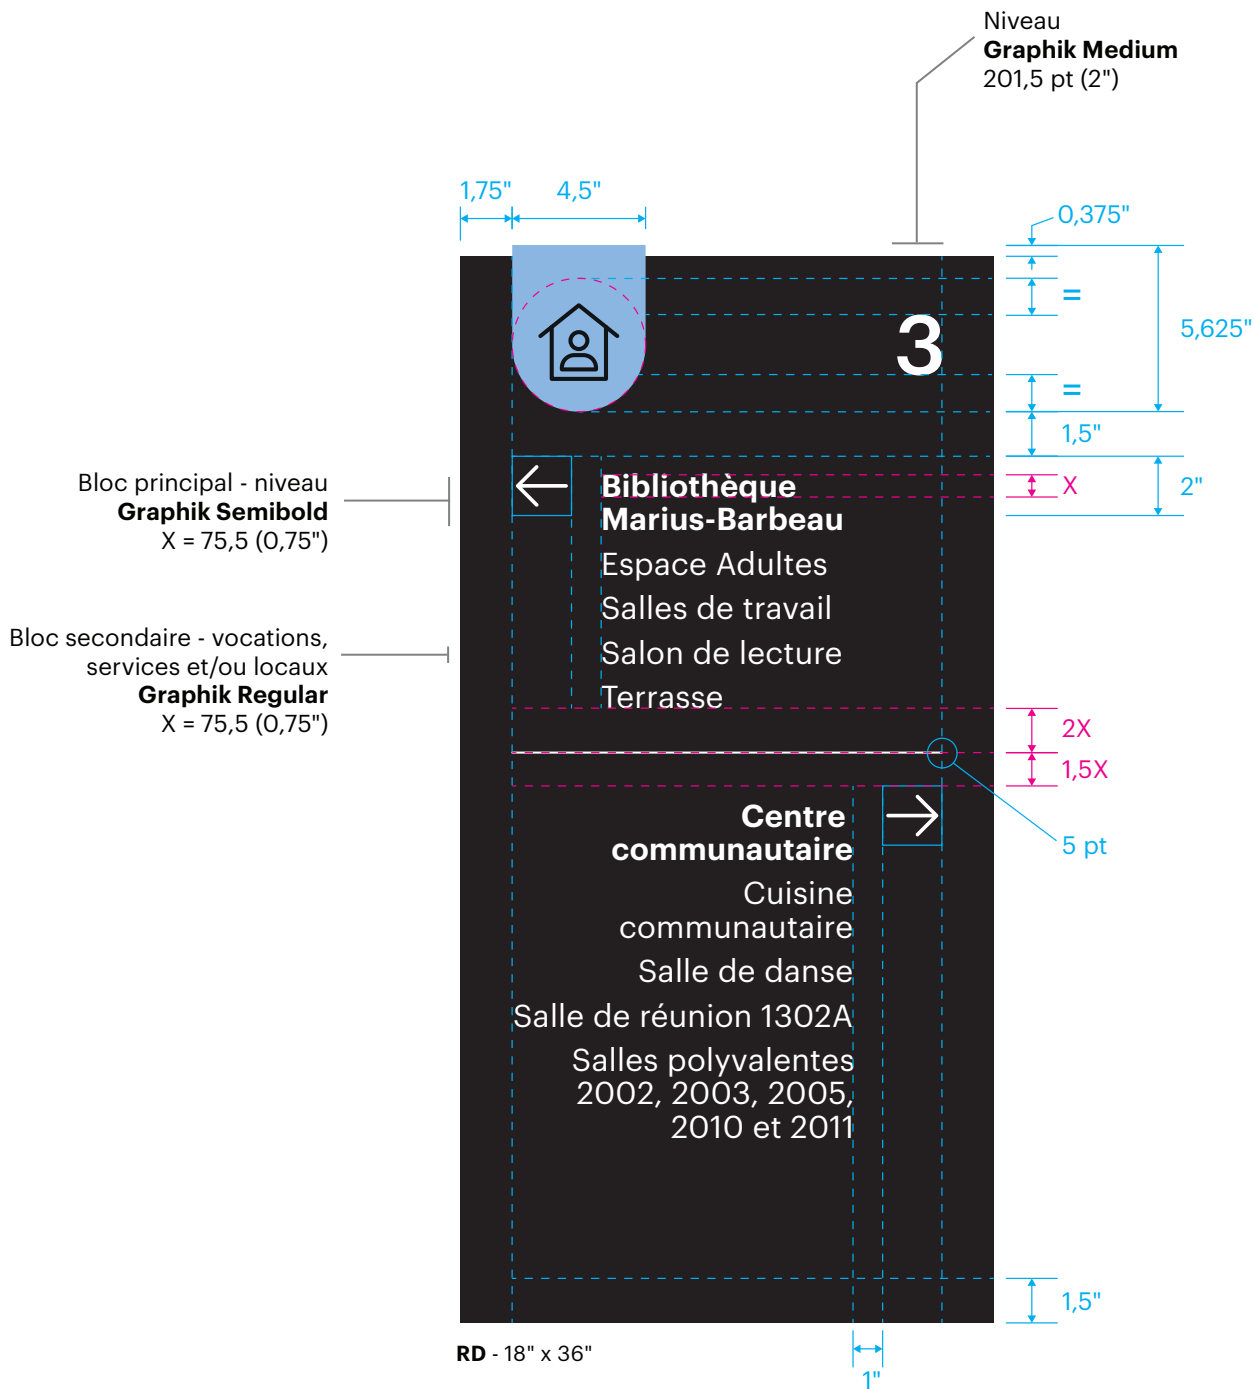 Niveau
Graphik Medium
201,5 pt (2")
1,75"
4,5"
0,375"
=
5,625"
3
=
1,5"
Bloc principal - niveau
Graphik Semibold
X = 75,5 (0,75")
Bibliothèque
Marius-Barbeau
X
2"
Espace Adultes
Salles de travail
Salon de lecture
Terrasse
Bloc secondaire - vocations,
services et/ou locaux
Graphik Regular
X = 75,5 (0,75")
2X
1,5X
5 pt
Centre
communautaire
Cuisine
communautaire
Salle de danse
Salle de réunion 1302A
Salles polyvalentes
2002, 2003, 2005,
2010 et 2011
1,5"
RD - 18" x 36"
1"